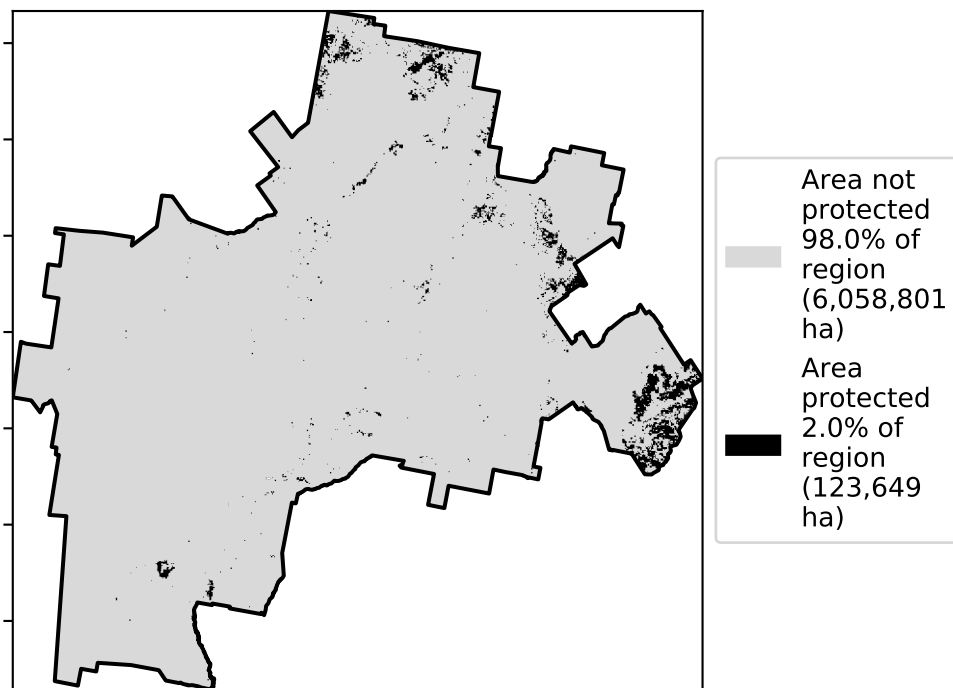 Area not
protected
98.0% of
region
(6,058,801
ha)
Area
protected
2.0% of
region
(123,649
ha)